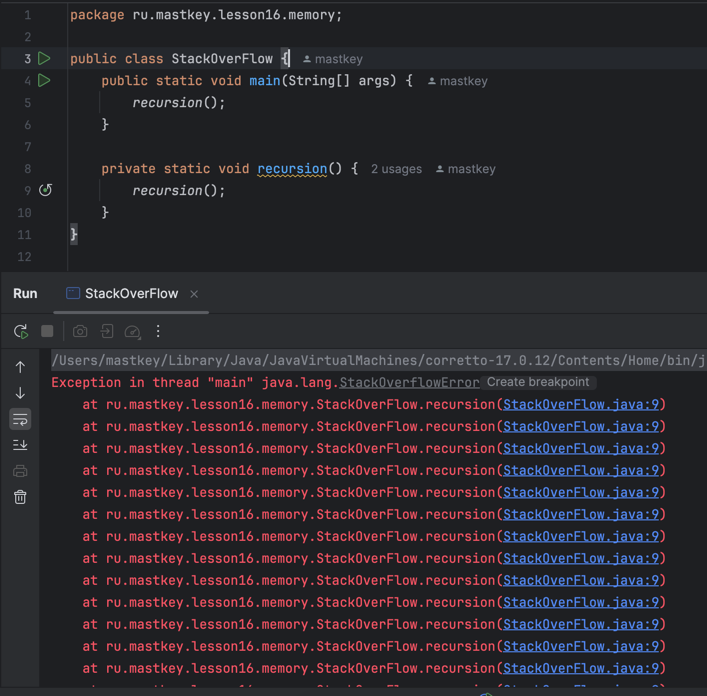 1 package ru.mastkey.lesson16.memory;
2
3 public class StackOverFlow { mastkey
4 public static void main(String[] args) { mastkey
5 recursion();
6 }
7
8 private static void recursion() { 2 usages mastkey
9 recursion();
10 }
11 }
12
Run StackOverFlow
/Users/mastkey/Library/Java/JavaVirtualMachines/corretto-17.0.12/Contents/Home/bin/j
Exception in thread "main" java.lang.StackOverflowError Create breakpoint
at ru.mastkey.lesson16.memory.StackOverFlow.recursion(StackOverFlow.java:9)
at ru.mastkey.lesson16.memory.StackOverFlow.recursion(StackOverFlow.java:9)
at ru.mastkey.lesson16.memory.StackOverFlow.recursion(StackOverFlow.java:9)
at ru.mastkey.lesson16.memory.StackOverFlow.recursion(StackOverFlow.java:9)
at ru.mastkey.lesson16.memory.StackOverFlow.recursion(StackOverFlow.java:9)
at ru.mastkey.lesson16.memory.StackOverFlow.recursion(StackOverFlow.java:9)
at ru.mastkey.lesson16.memory.StackOverFlow.recursion(StackOverFlow.java:9)
at ru.mastkey.lesson16.memory.StackOverFlow.recursion(StackOverFlow.java:9)
at ru.mastkey.lesson16.memory.StackOverFlow.recursion(StackOverFlow.java:9)
at ru.mastkey.lesson16.memory.StackOverFlow.recursion(StackOverFlow.java:9)
at ru.mastkey.lesson16.memory.StackOverFlow.recursion(StackOverFlow.java:9)
at ru.mastkey.lesson16.memory.StackOverFlow.recursion(StackOverFlow.java:9)
at ru.mastkey.lesson16.memory.StackOverFlow.recursion(StackOverFlow.java:9)